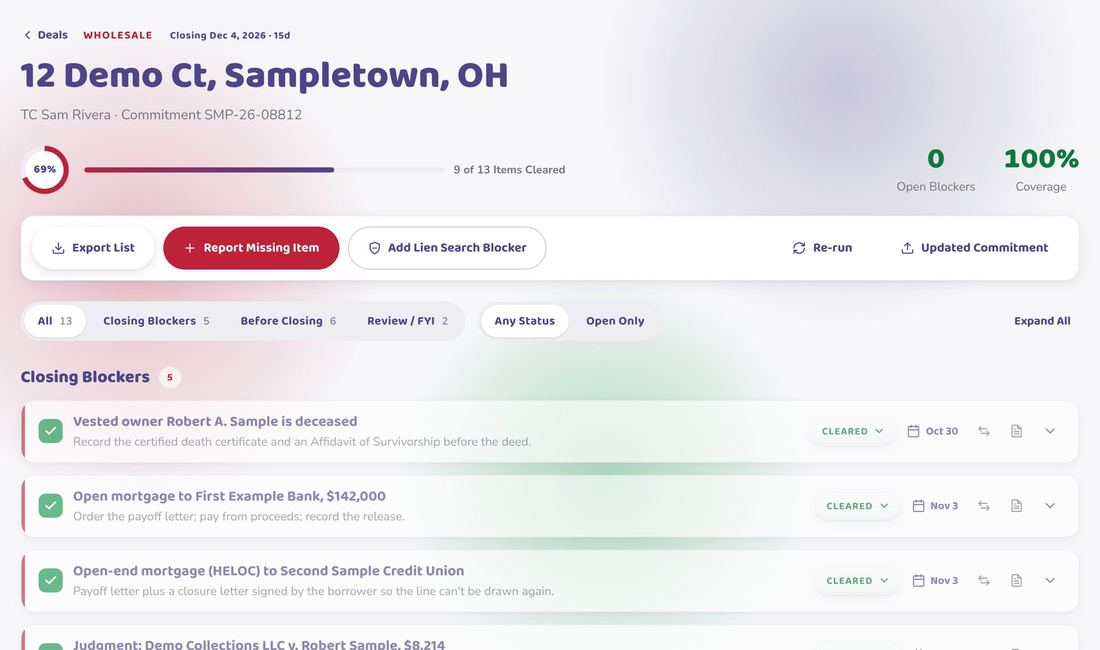 Deals WHOLESALE Closing Dec 4, 2026 · 15d
12 Demo Ct, Sampletown, OH
TC Sam Rivera · Commitment SMP-26-08812
69% 9 of 13 Items Cleared
0 Open Blockers
100% Coverage
Export List Report Missing Item Add Lien Search Blocker Re-run Updated Commitment
All 13 Closing Blockers 5 Before Closing 6 Review / FYI 2 Any Status Open Only Expand All
Closing Blockers 5
Vested owner Robert A. Sample is deceased
Record the certified death certificate and an Affidavit of Survivorship before the deed.
CLEARED Oct 30
Open mortgage to First Example Bank, $142,000
Order the payoff letter; pay from proceeds; record the release.
CLEARED Nov 3
Open-end mortgage (HELOC) to Second Sample Credit Union
Payoff letter plus a closure letter signed by the borrower so the line can't be drawn again.
CLEARED Nov 3
Judgment: Demo Collections LLC v. Robert Sample, $8,214